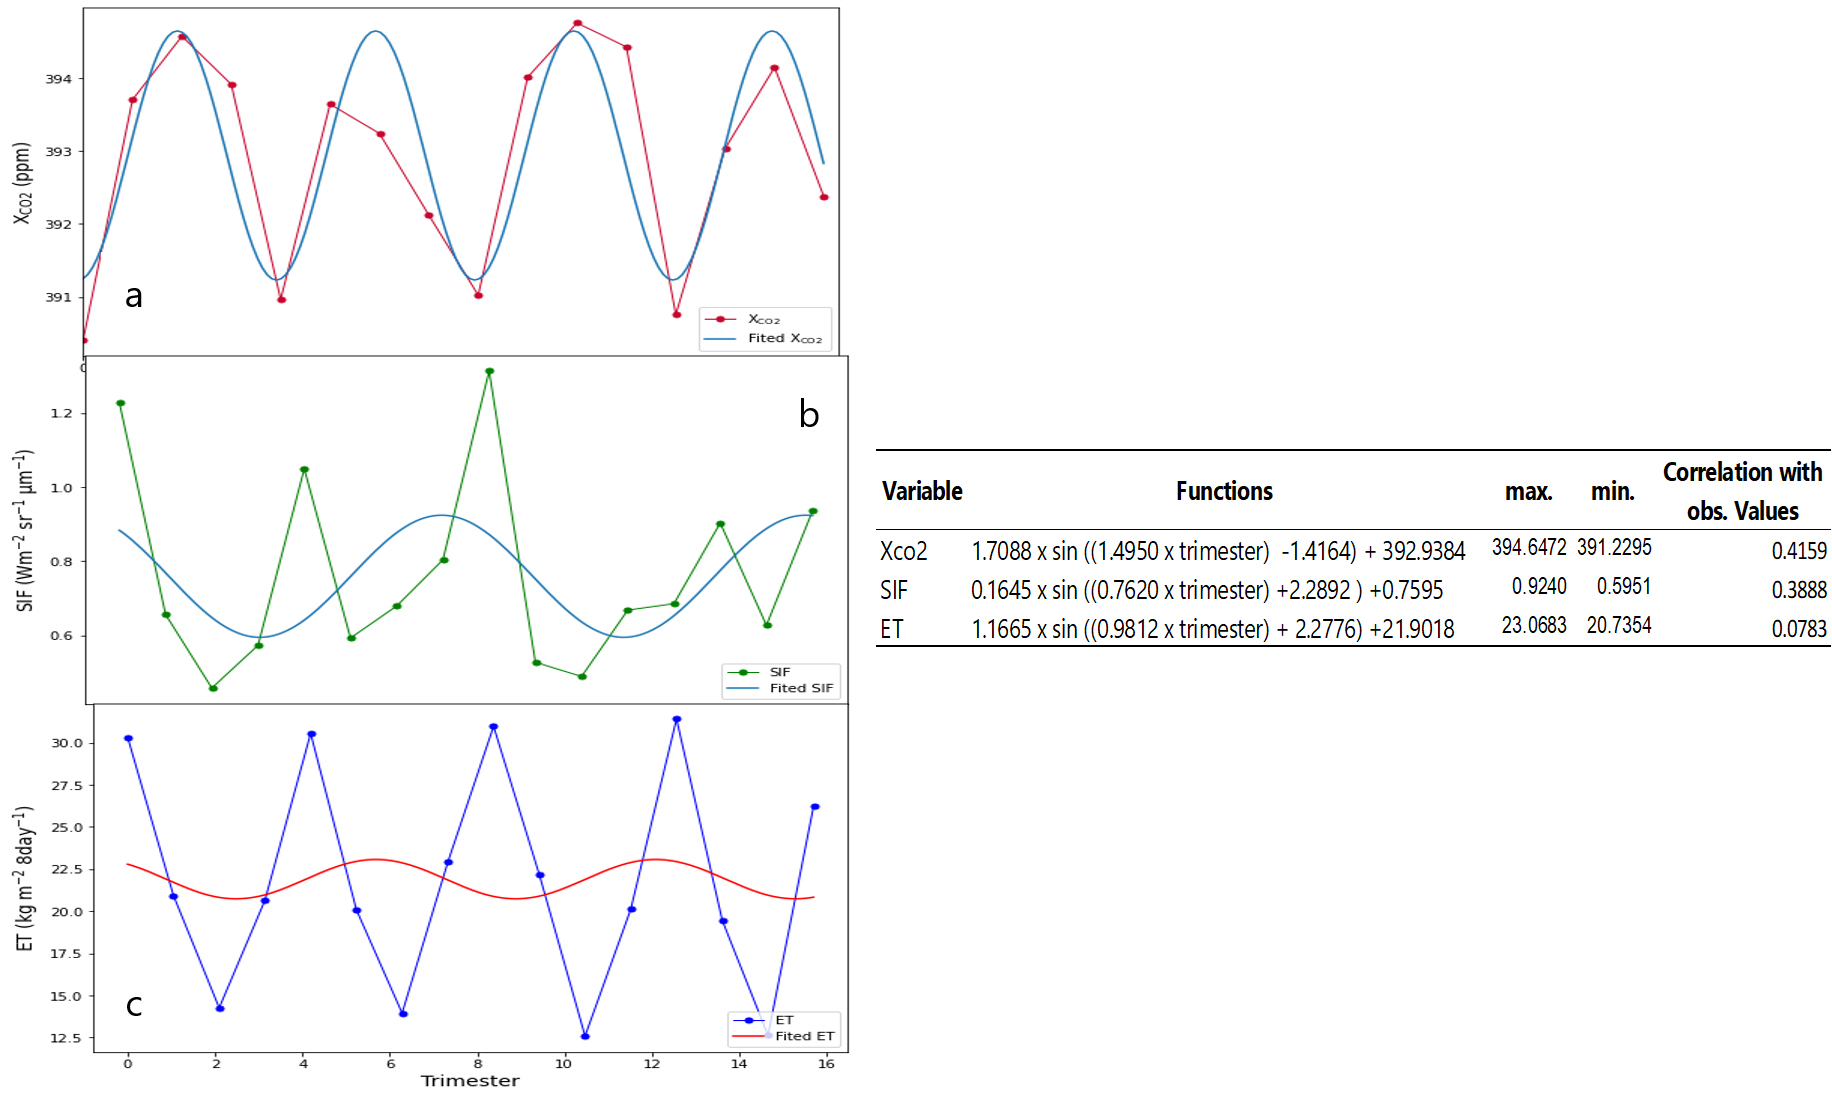 394
393
392
391
X_CO2 (ppm)
a
X_CO2
Fited X_CO2
0
1.2
1.0
0.8
0.6
SIF (Wm⁻² sr⁻¹ µm⁻¹)
b
SIF
Fited SIF
30.0
27.5
25.0
22.5
20.0
17.5
15.0
12.5
ET (Kg m⁻² 8day⁻¹)
c
ET
Fited ET
0 2 4 6 8 10 12 14 16
Trimester
Variable Functions max. min. Correlation with
obs. Values
Xco2 1.7088 x sin ((1.4950 x trimester) -1.4164) + 392.9384 394.6472 391.2295 0.4159
SIF 0.1645 x sin ((0.7620 x trimester) +2.2892 ) +0.7595 0.9240 0.5951 0.3888
ET 1.1665 x sin ((0.9812 x trimester) + 2.2776) +21.9018 23.0683 20.7354 0.0783